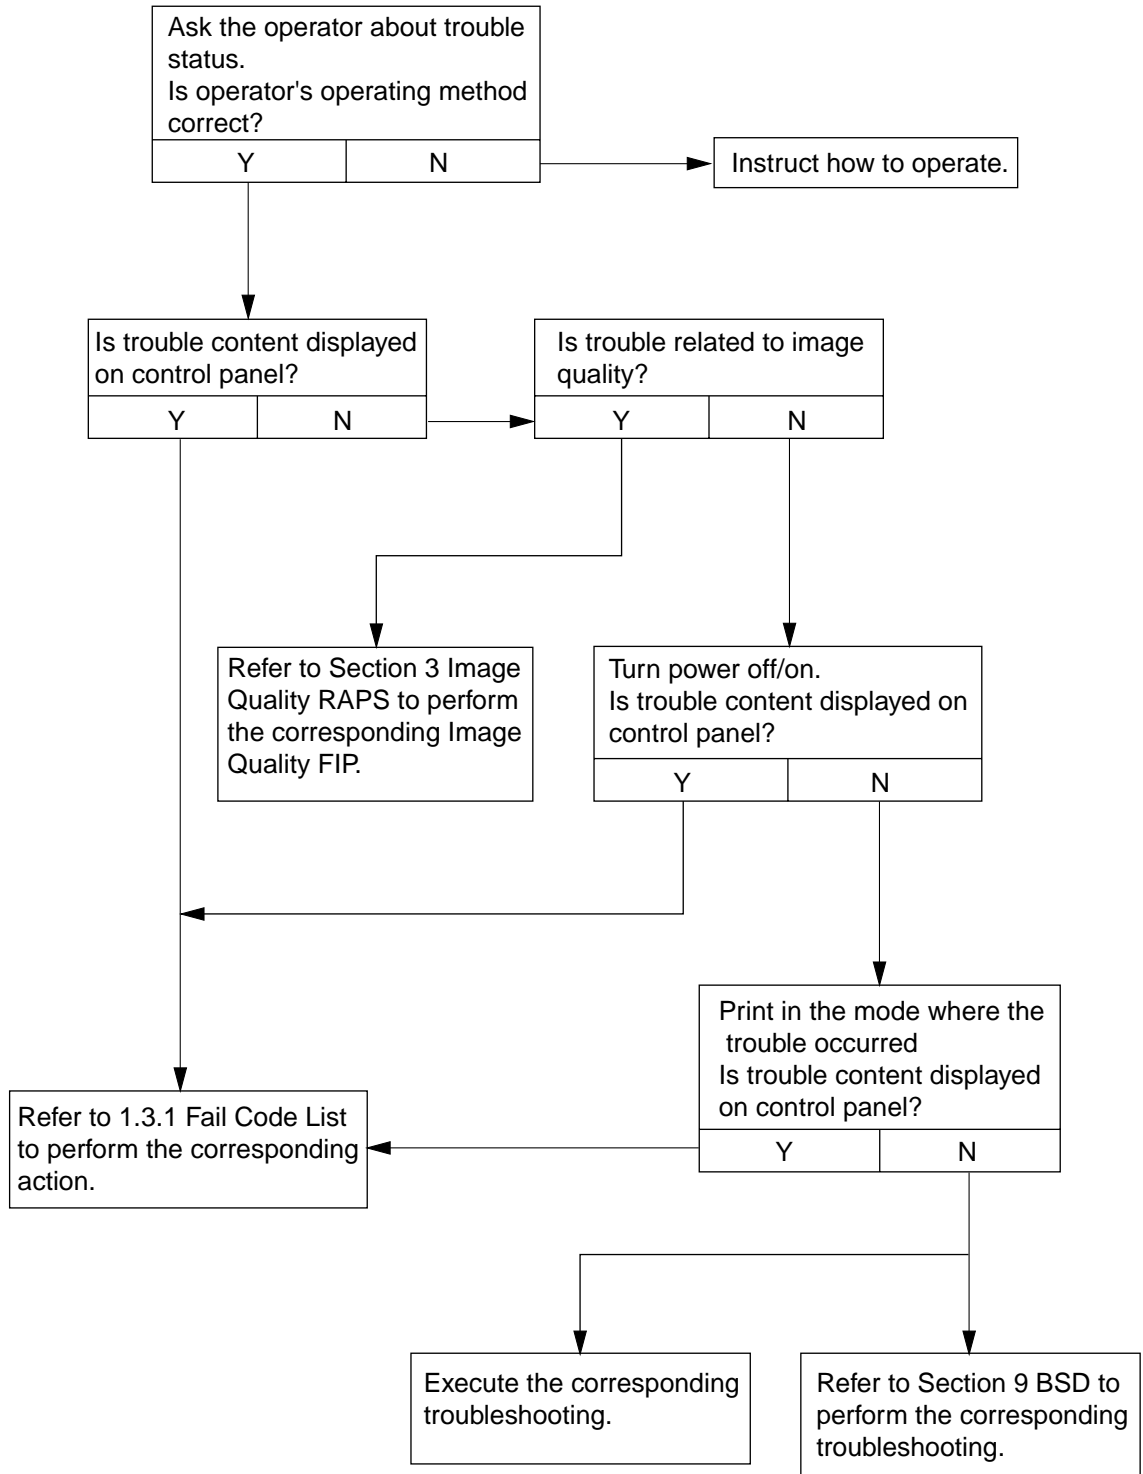 Ask the operator about trouble
status.
Is operator's operating method
correct?
Y N
Instruct how to operate.
Is trouble content displayed
on control panel?
Y N
Is trouble related to image
quality?
Y N
Refer to Section 3 Image
Quality RAPS to perform
the corresponding Image
Quality FIP.
Turn power off/on.
Is trouble content displayed on
control panel?
Y N
Print in the mode where the
trouble occurred
Is trouble content displayed
on control panel?
Y N
Refer to 1.3.1 Fail Code List
to perform the corresponding
action.
Execute the corresponding
troubleshooting.
Refer to Section 9 BSD to
perform the corresponding
troubleshooting.